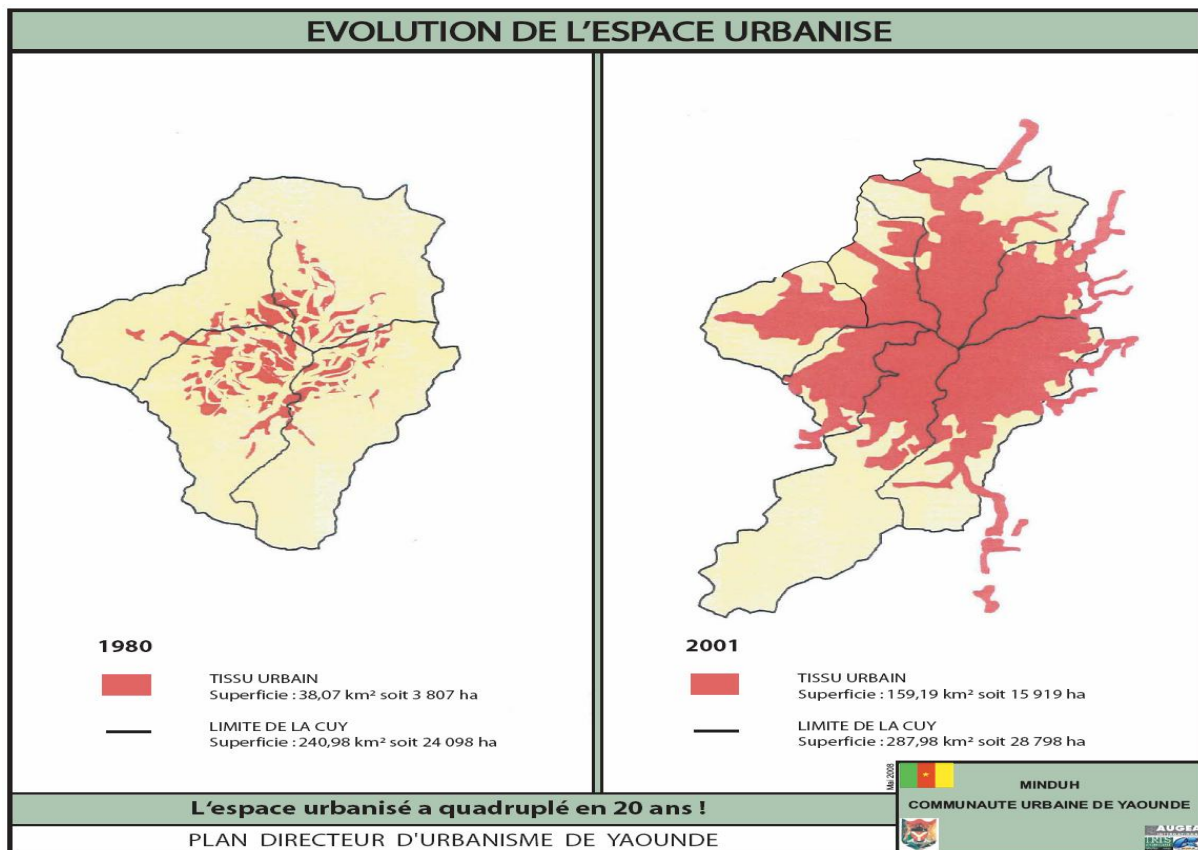 EVOLUTION DE L'ESPACE URBANISE
1980
TISSU URBAIN
Superficie : 38,07 km² soit 3 807 ha
LIMITE DE LA CUY
Superficie : 240,98 km² soit 24 098 ha
2001
TISSU URBAIN
Superficie : 159,19 km² soit 15 919 ha
LIMITE DE LA CUY
Superficie : 287,98 km² soit 28 798 ha
Mai 2008
L'espace urbanisé a quadruplé en 20 ans !
PLAN DIRECTEUR D'URBANISME DE YAOUNDE
MINDUH
COMMUNAUTE URBAINE DE YAOUNDE
AUGEA